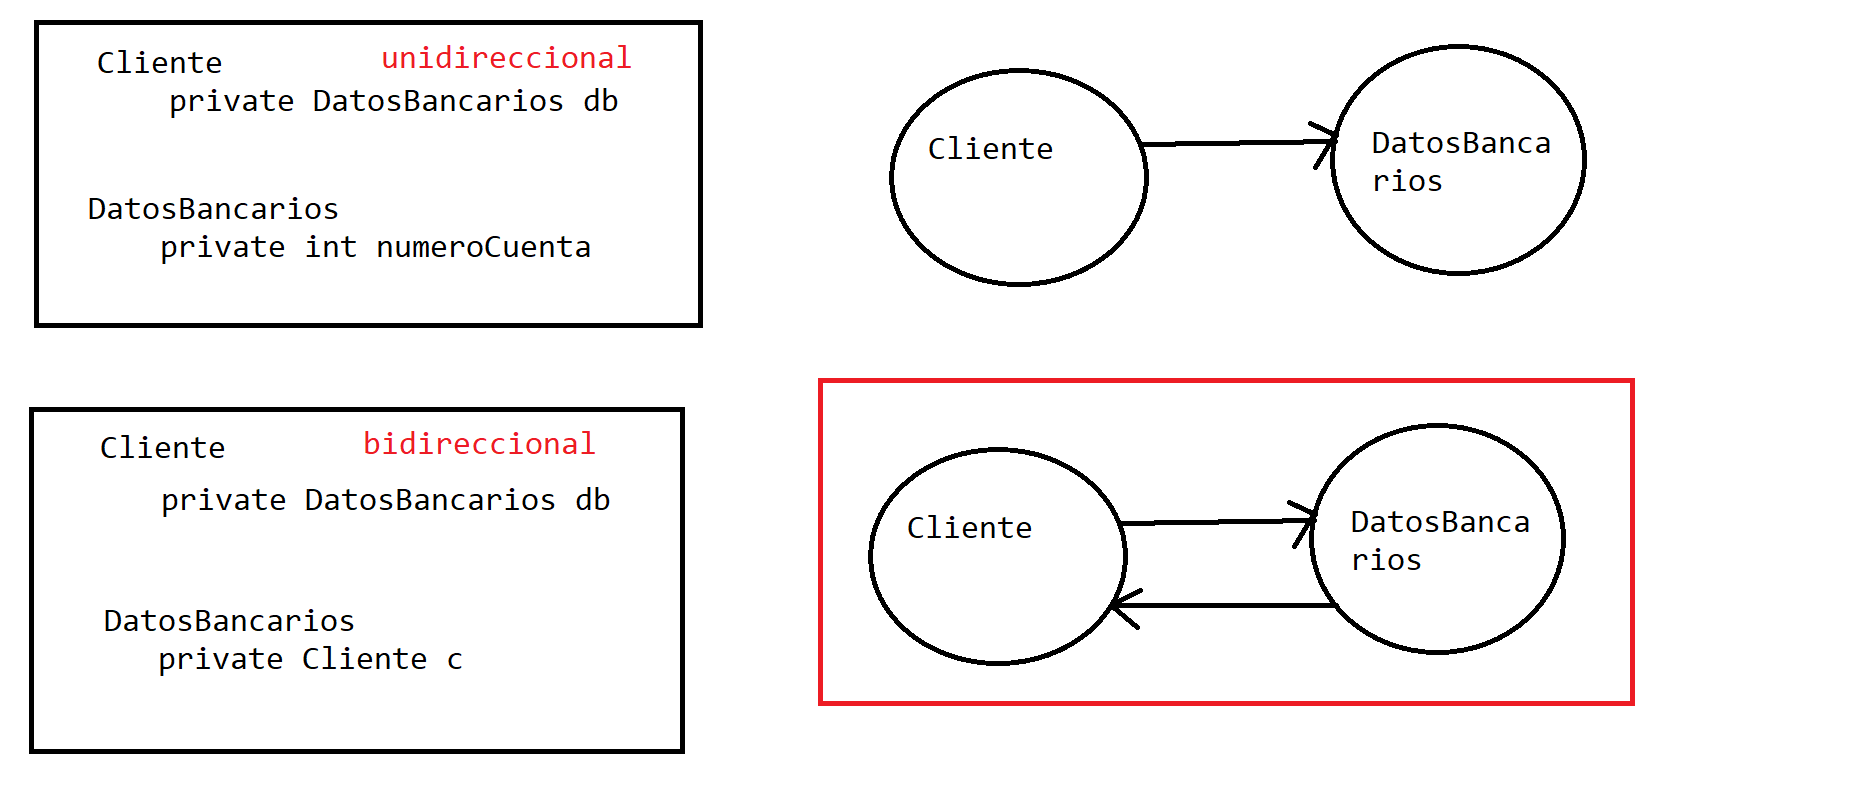 Cliente unidireccional
private DatosBancarios db
DatosBancarios
private int numeroCuenta
Cliente
DatosBanca
rios
Cliente bidireccional
private DatosBancarios db
DatosBancarios
private Cliente c
Cliente
DatosBanca
rios